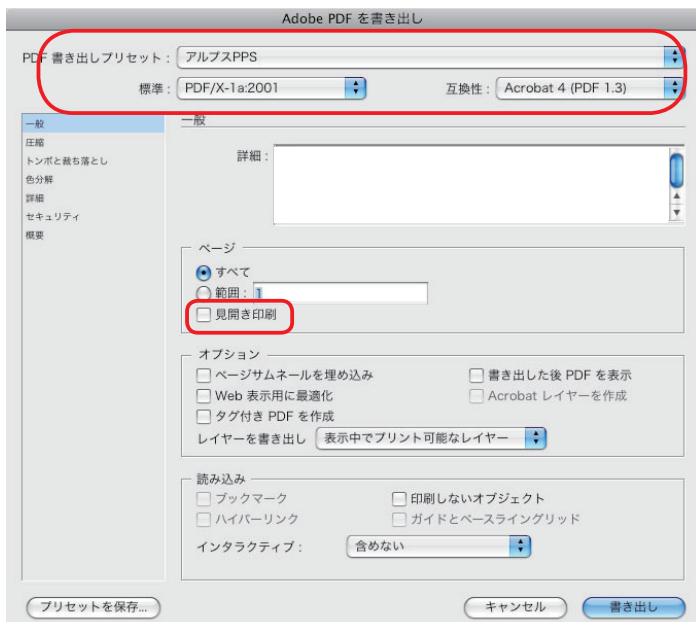 Adobe PDF を書き出し
PDF 書き出しプリセット : アルプスPPS
標準 : PDF/X-1a:2001 互換性 : Acrobat 4 (PDF 1.3)
一般
圧縮
トンボと裁ち落とし
色分解
詳細
セキュリティ
概要
一般
詳細 :
ページ
すべて
範囲 : 1
見開き印刷
オプション
ページサムネールを埋め込み 書き出した後 PDF を表示
Web 表示用に最適化 Acrobat レイヤーを作成
タグ付き PDF を作成
レイヤーを書き出し 表示中でプリント可能なレイヤー
読み込み
ブックマーク 印刷しないオブジェクト
ハイパーリンク ガイドとベースライングリッド
インタラクティブ : 含めない
プリセットを保存... キャンセル 書き出し